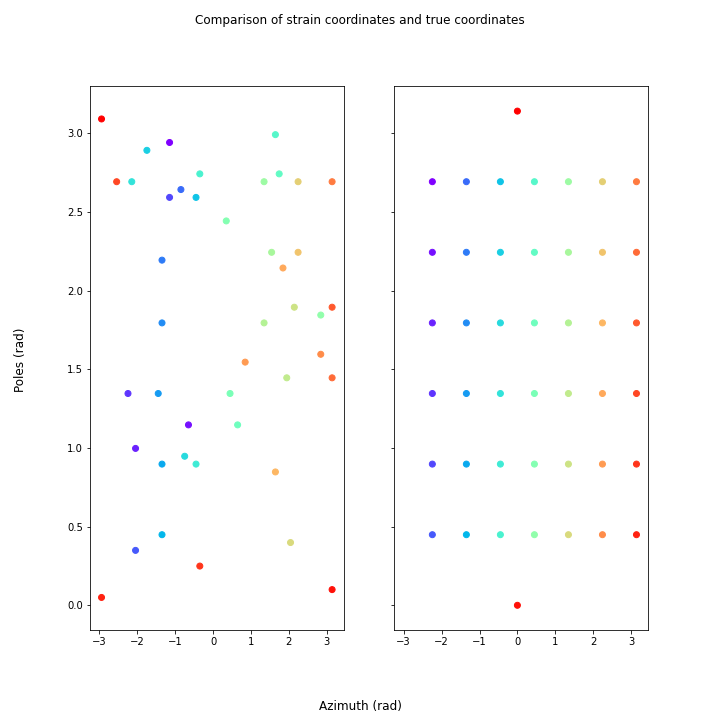 Comparison of strain coordinates and true coordinates
3.0
2.5
2.0
1.5
1.0
0.5
0.0
Poles (rad)
−3 −2 −1 0 1 2 3
−3 −2 −1 0 1 2 3
Azimuth (rad)